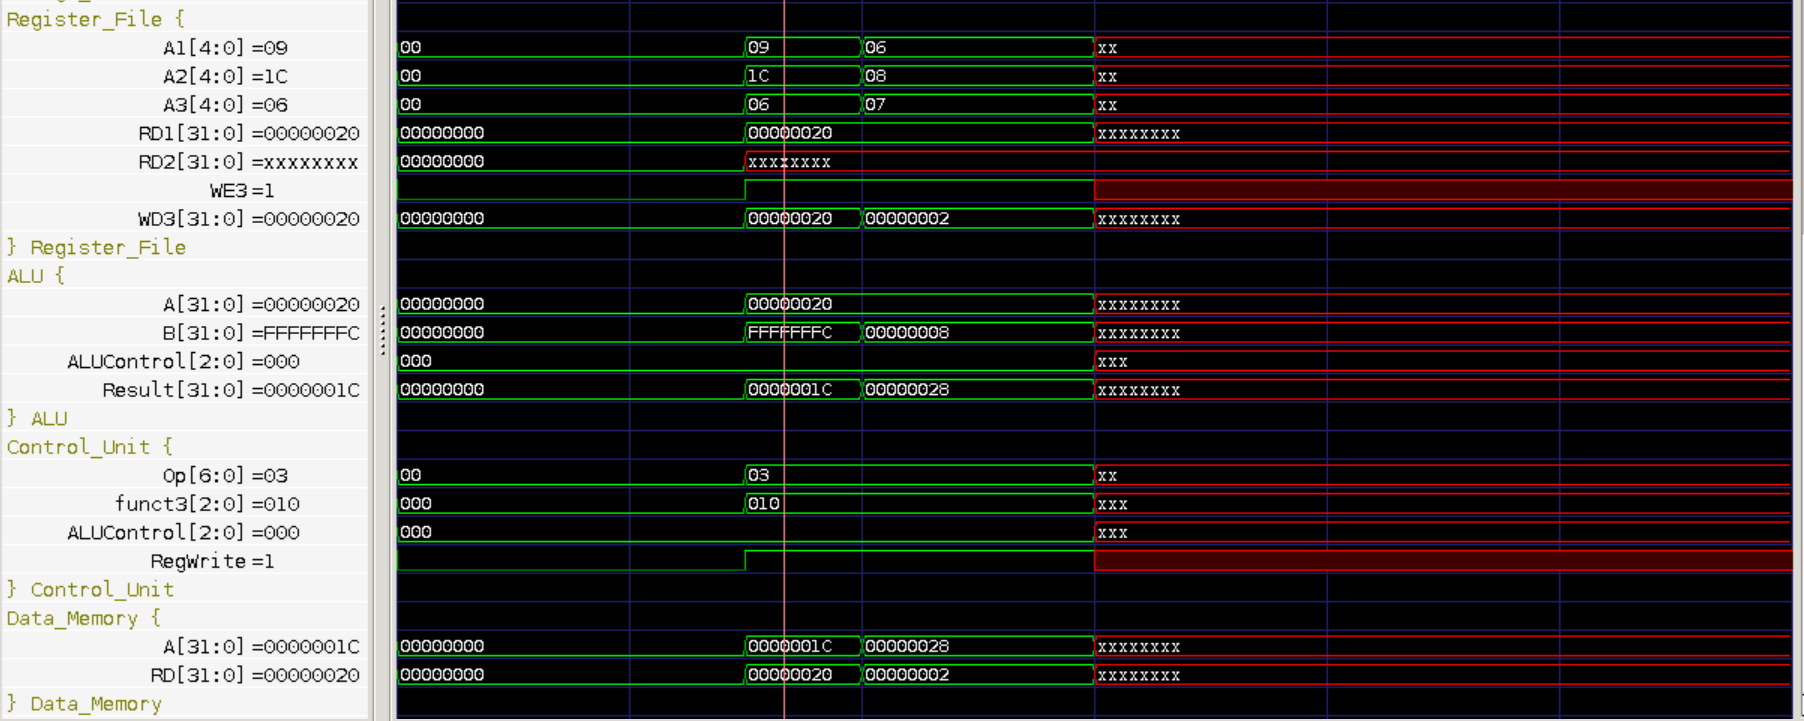 Register_File {
A1[4:0] =09 00 09 06 xx
A2[4:0] =1C 00 1C 08 xx
A3[4:0] =06 00 06 07 xx
RD1[31:0] =00000020 00000000 00000020 xxxxxxxx
RD2[31:0] =xxxxxxxx 00000000 xxxxxxxx
WE3 =1
WD3[31:0] =00000020 00000000 00000020 00000002 xxxxxxxx
} Register_File
ALU {
A[31:0] =00000020 00000000 00000020 xxxxxxxx
B[31:0] =FFFFFFFC 00000000 FFFFFFFC 00000008 xxxxxxxx
ALUControl[2:0] =000 000 xxx
Result[31:0] =0000001C 00000000 0000001C 00000028 xxxxxxxx
} ALU
Control_Unit {
Op[6:0] =03 00 03 xx
funct3[2:0] =010 000 010 xxx
ALUControl[2:0] =000 000 xxx
RegWrite =1
} Control_Unit
Data_Memory {
A[31:0] =0000001C 00000000 0000001C 00000028 xxxxxxxx
RD[31:0] =00000020 00000000 00000020 00000002 xxxxxxxx
} Data_Memory